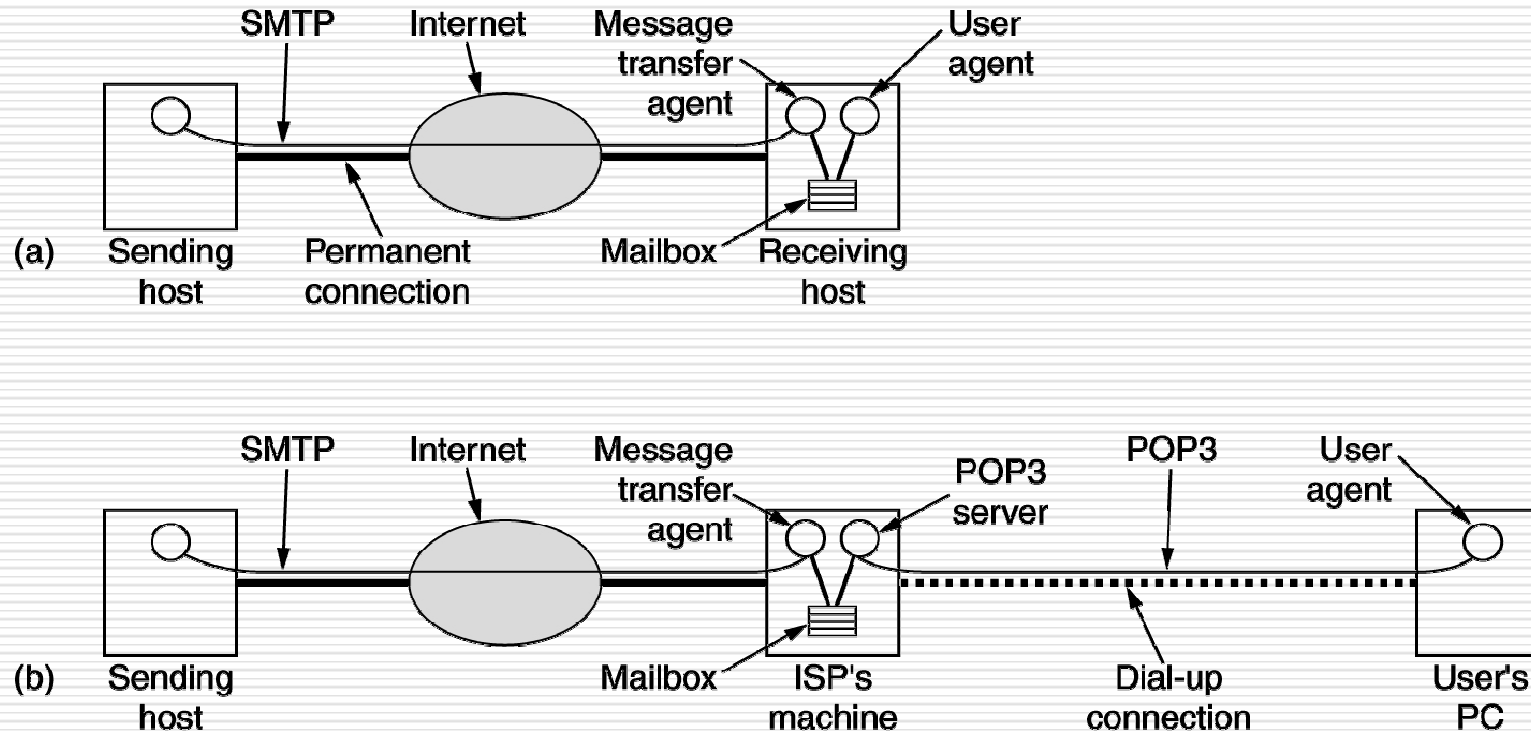 SMTP
Internet
Message
transfer
agent
User
agent
(a)
Sending
host
Permanent
connection
Mailbox
Receiving
host
SMTP
Internet
Message
transfer
agent
POP3
server
POP3
User
agent
(b)
Sending
host
Mailbox
ISP's
machine
Dial-up
connection
User's
PC